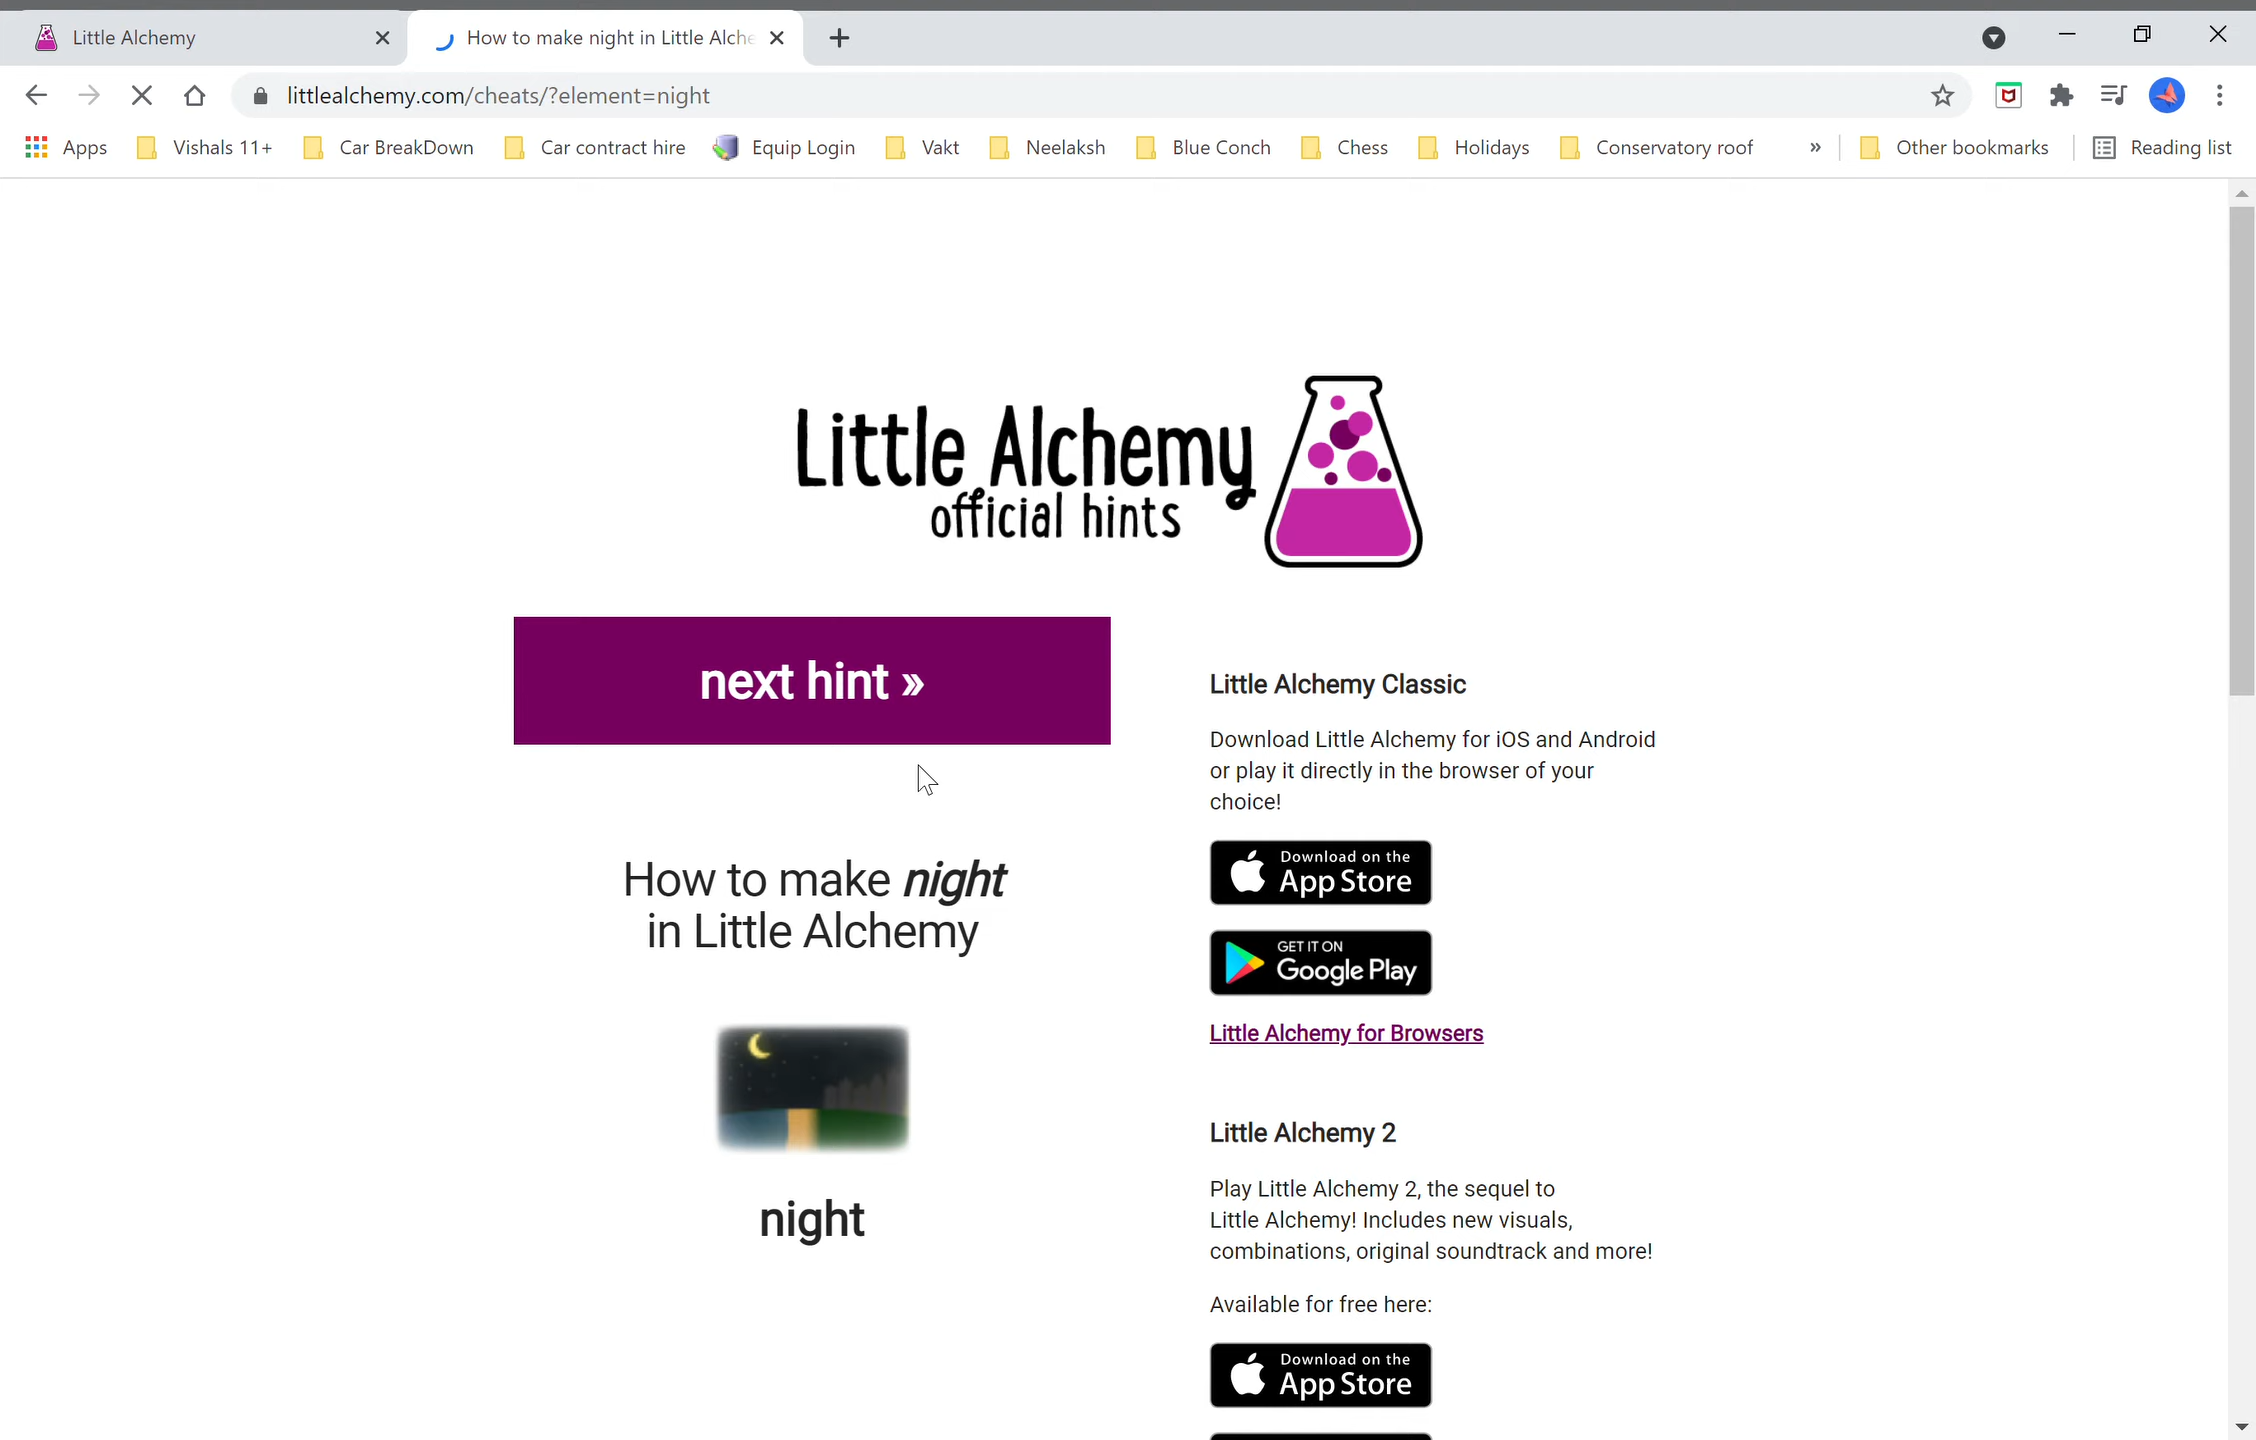 Little Alchemy
How to make night in Little Alche
littlealchemy.com/cheats/?element=night
Apps
Vishals 11+
Car BreakDown
Car contract hire
Equip Login
Vakt
Neelaksh
Blue Conch
Chess
Holidays
Conservatory roof
»
Other bookmarks
Reading list
Little Alchemy
official hints
next hint »
How to make night
in Little Alchemy
night
Little Alchemy Classic
Download Little Alchemy for iOS and Android
or play it directly in the browser of your
choice!
Download on the
App Store
GET IT ON
Google Play
Little Alchemy for Browsers
Little Alchemy 2
Play Little Alchemy 2, the sequel to
Little Alchemy! Includes new visuals,
combinations, original soundtrack and more!
Available for free here:
Download on the
App Store